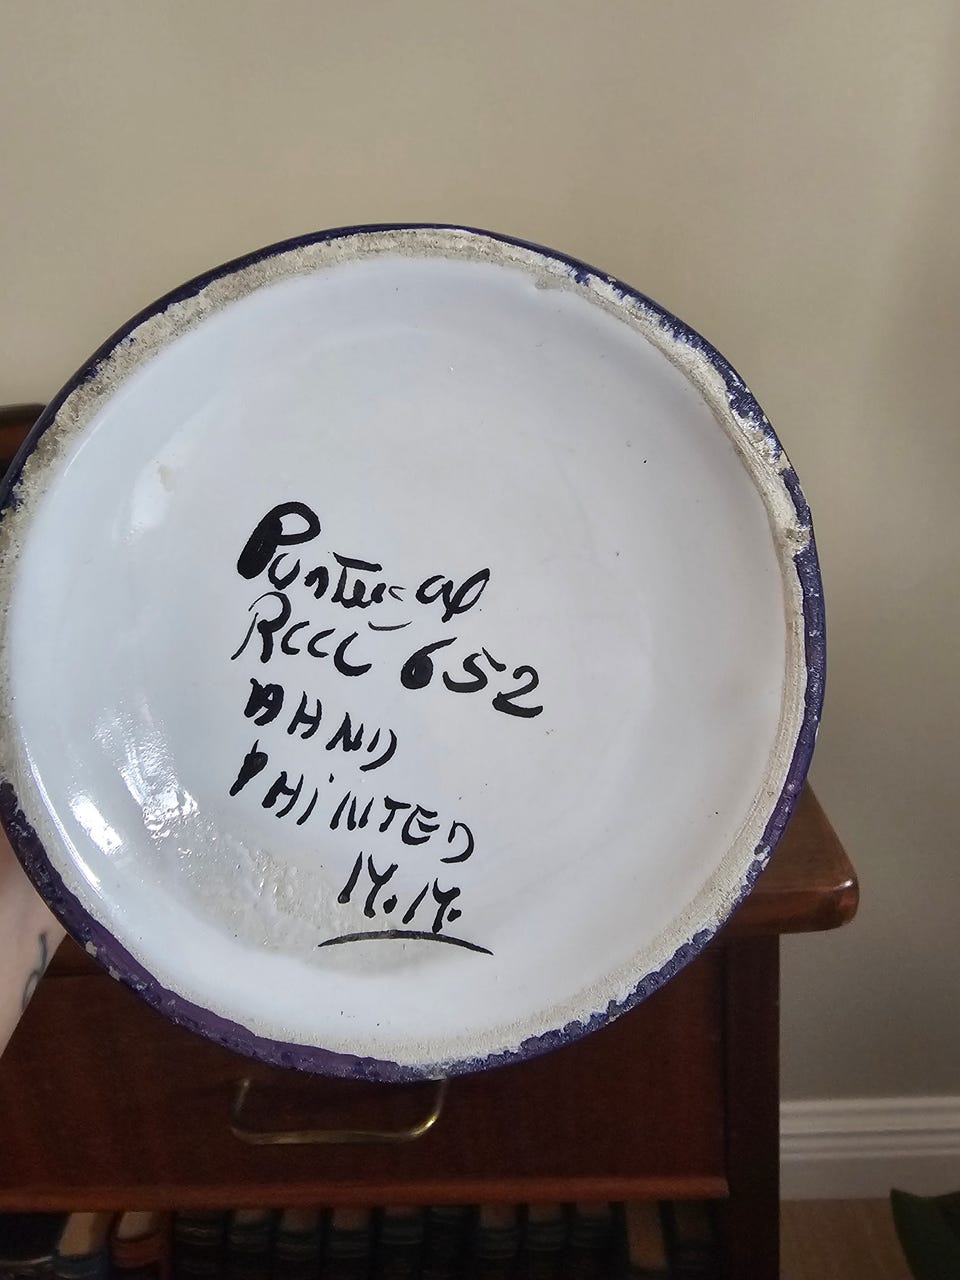 Portugal
RCCL 652
HAND
PAINTED
M.M.